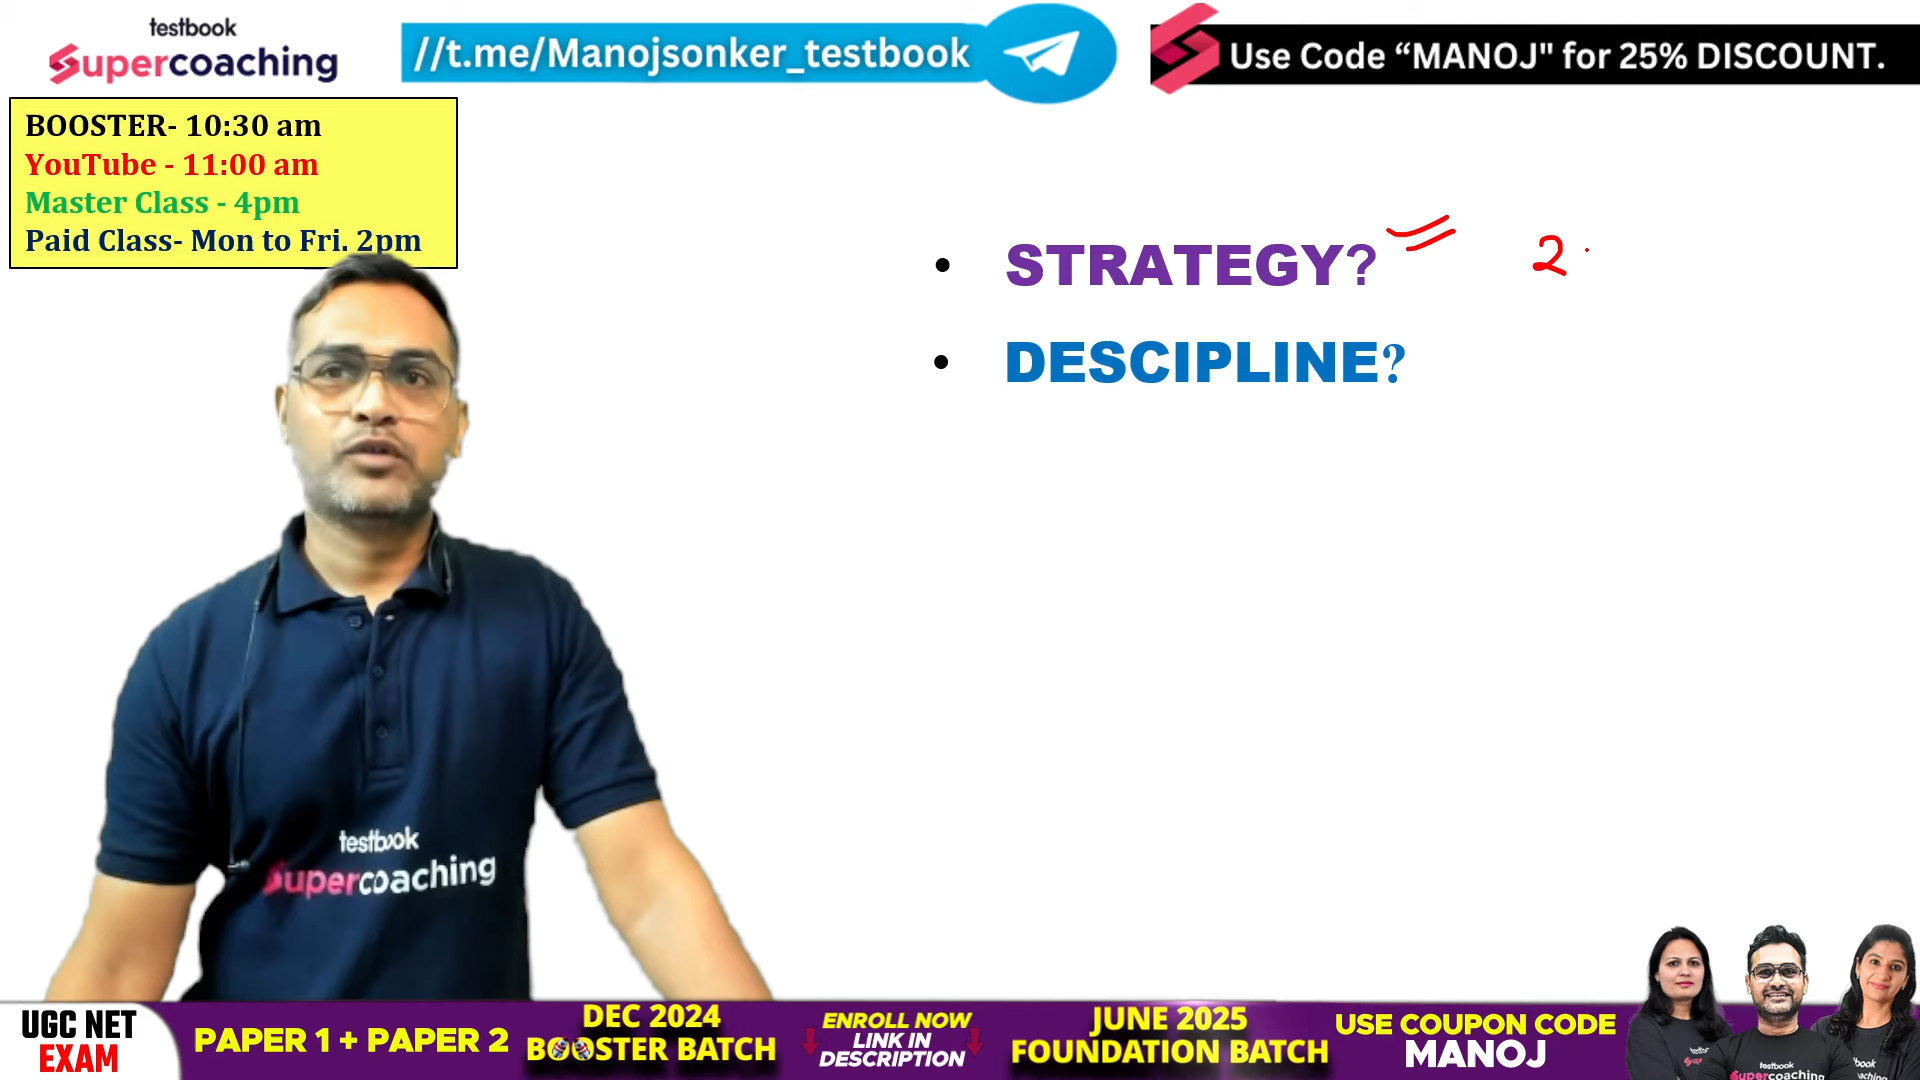 testbook
Supercoaching
//t.me/Manojsonker_testbook
Use Code “MANOJ" for 25% DISCOUNT.
BOOSTER- 10:30 am
YouTube - 11:00 am
Master Class - 4pm
Paid Class- Mon to Fri. 2pm
• STRATEGY? 2
• DESCIPLINE?
testbook
Supercoaching
UGC NET
EXAM
PAPER 1 + PAPER 2
DEC 2024
BOOSTER BATCH
ENROLL NOW
LINK IN
DESCRIPTION
JUNE 2025
FOUNDATION BATCH
USE COUPON CODE
MANOJ
testbook
Supercoaching